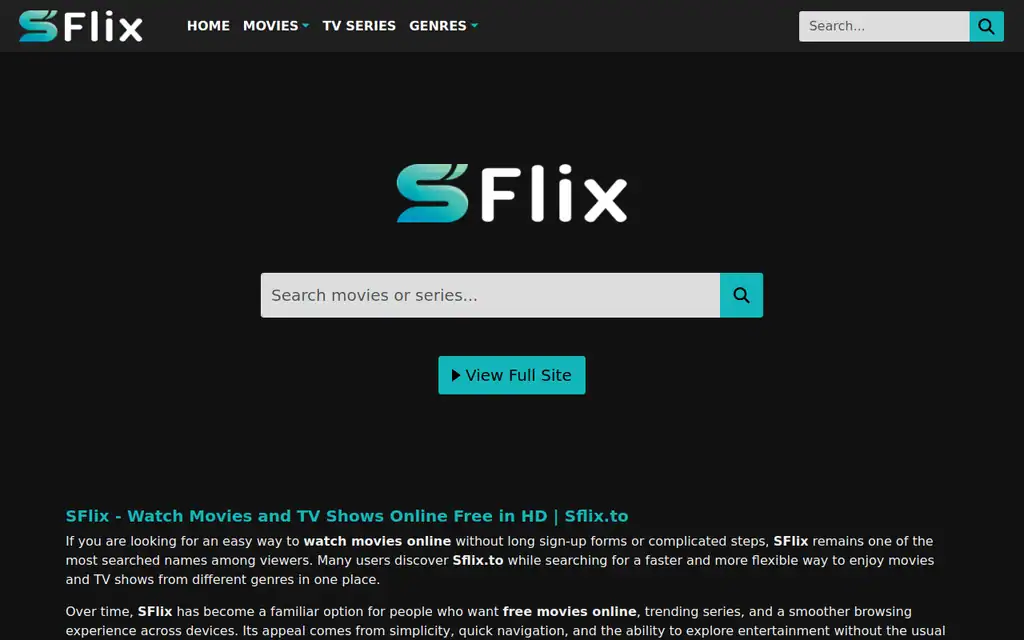 SFlix
HOME MOVIES TV SERIES GENRES
Search...
SFlix
Search movies or series...
View Full Site
SFlix - Watch Movies and TV Shows Online Free in HD | Sflix.to
If you are looking for an easy way to watch movies online without long sign-up forms or complicated steps, SFlix remains one of the
most searched names among viewers. Many users discover Sflix.to while searching for a faster and more flexible way to enjoy movies
and TV shows from different genres in one place.
Over time, SFlix has become a familiar option for people who want free movies online, trending series, and a smoother browsing
experience across devices. Its appeal comes from simplicity, quick navigation, and the ability to explore entertainment without the usual